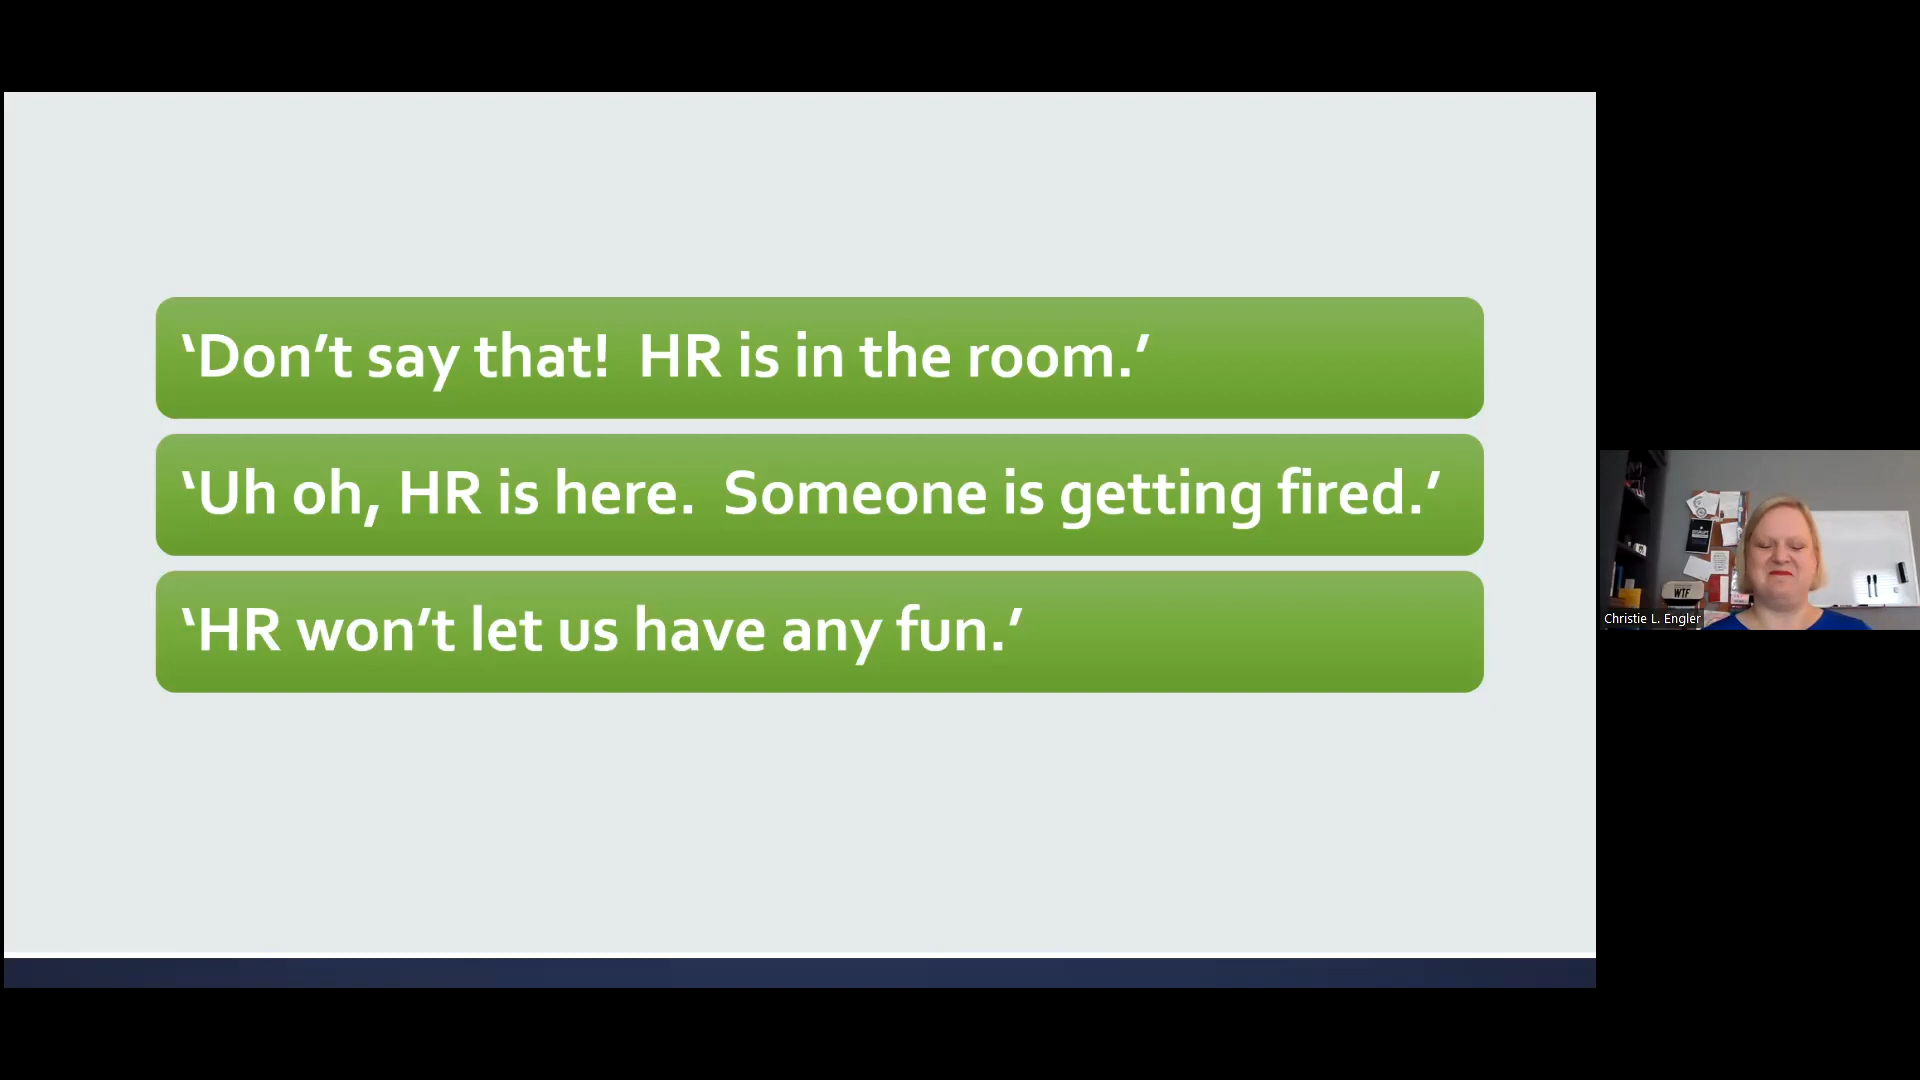 ‘Don’t say that!  HR is in the room.’
‘Uh oh, HR is here.  Someone is getting fired.’
‘HR won’t let us have any fun.’
WTF
Christie L. Engler